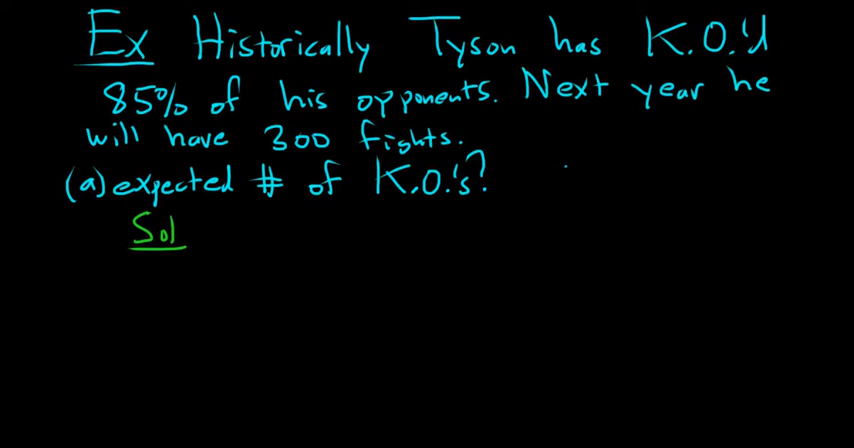 Ex Historically Tyson has K.O.'d
85% of his opponents. Next year he
will have 300 fights.
(a) expected # of K.O.'s?
Sol